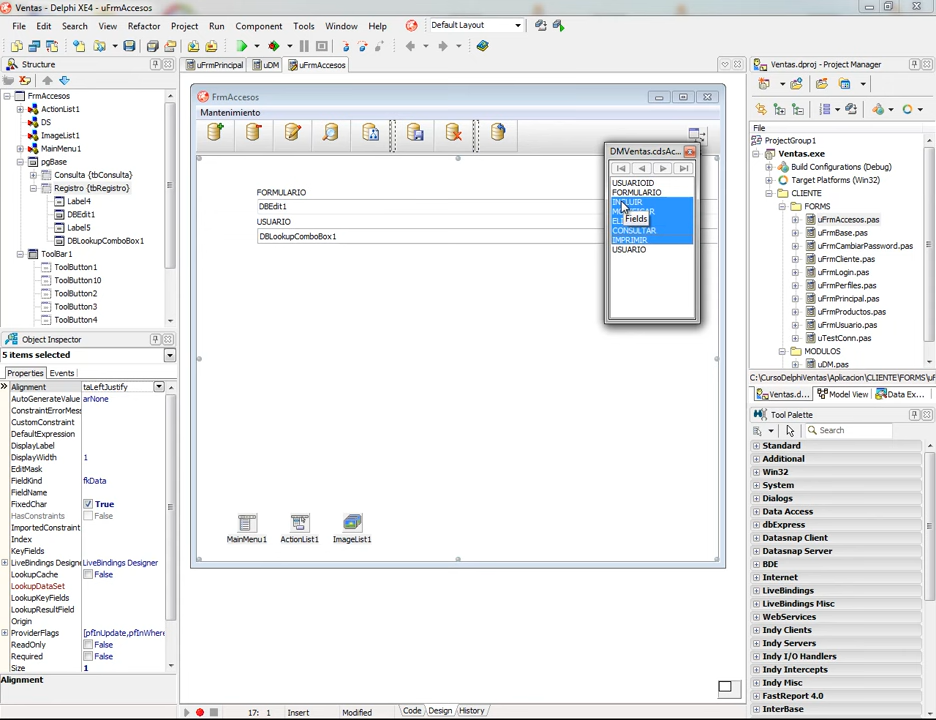 Ventas - Delphi XE4 - uFrmAccesos
File Edit Search View Refactor Project Run Component Tools Window Help Default Layout
Structure
FrmAccesos
ActionList1
DS
ImageList1
MainMenu1
pgBase
Consulta {tbConsulta}
Registro {tbRegistro}
Label4
DBEdit1
Label5
DBLookupComboBox1
ToolBar1
ToolButton1
ToolButton10
ToolButton2
ToolButton3
ToolButton4
Object Inspector
5 items selected
Properties Events
Alignment taLeftJustify
AutoGenerateValue arNone
ConstraintErrorMess
CustomConstraint
DefaultExpression
DisplayLabel
DisplayWidth 1
EditMask
FieldKind fkData
FieldName
FixedChar True
HasConstraints False
ImportedConstraint
Index
KeyFields
LiveBindings Designer LiveBindings Designer
LookupCache False
LookupDataSet
LookupKeyFields
LookupResultField
Origin
ProviderFlags [pfInUpdate,pfInWhere
ReadOnly False
Required False
Size 1
Alignment
uFrmPrincipal uDM uFrmAccesos
FrmAccesos
Mantenimiento
FORMULARIO
DBEdit1
USUARIO
DBLookupComboBox1
MainMenu1 ActionList1 ImageList1
DMVentas.cdsAc...
USUARIOID
FORMULARIO
INCLUIR
Fields
CONSULTAR
IMPRIMIR
USUARIO
17: 1 Insert Modified Code Design History
Ventas.dproj - Project Manager
File
ProjectGroup1
Ventas.exe
Build Configurations (Debug)
Target Platforms (Win32)
CLIENTE
FORMS
uFrmAccesos.pas
uFrmBase.pas
uFrmCambiarPassword.pas
uFrmCliente.pas
uFrmLogin.pas
uFrmPerfiles.pas
uFrmPrincipal.pas
uFrmProductos.pas
uFrmUsuario.pas
uTestConn.pas
MODULOS
uDM.pas
C:\CursoDelphiVentas\Aplicacion\CLIENTE\FORMS\uF
Ventas.d... Model View Data Ex...
Tool Palette
Search
Standard
Additional
Win32
System
Dialogs
Data Access
dbExpress
Datasnap Client
Datasnap Server
BDE
Internet
LiveBindings
LiveBindings Misc
WebServices
Indy Clients
Indy Servers
Indy I/O Handlers
Indy Intercepts
Indy Misc
FastReport 4.0
InterBase